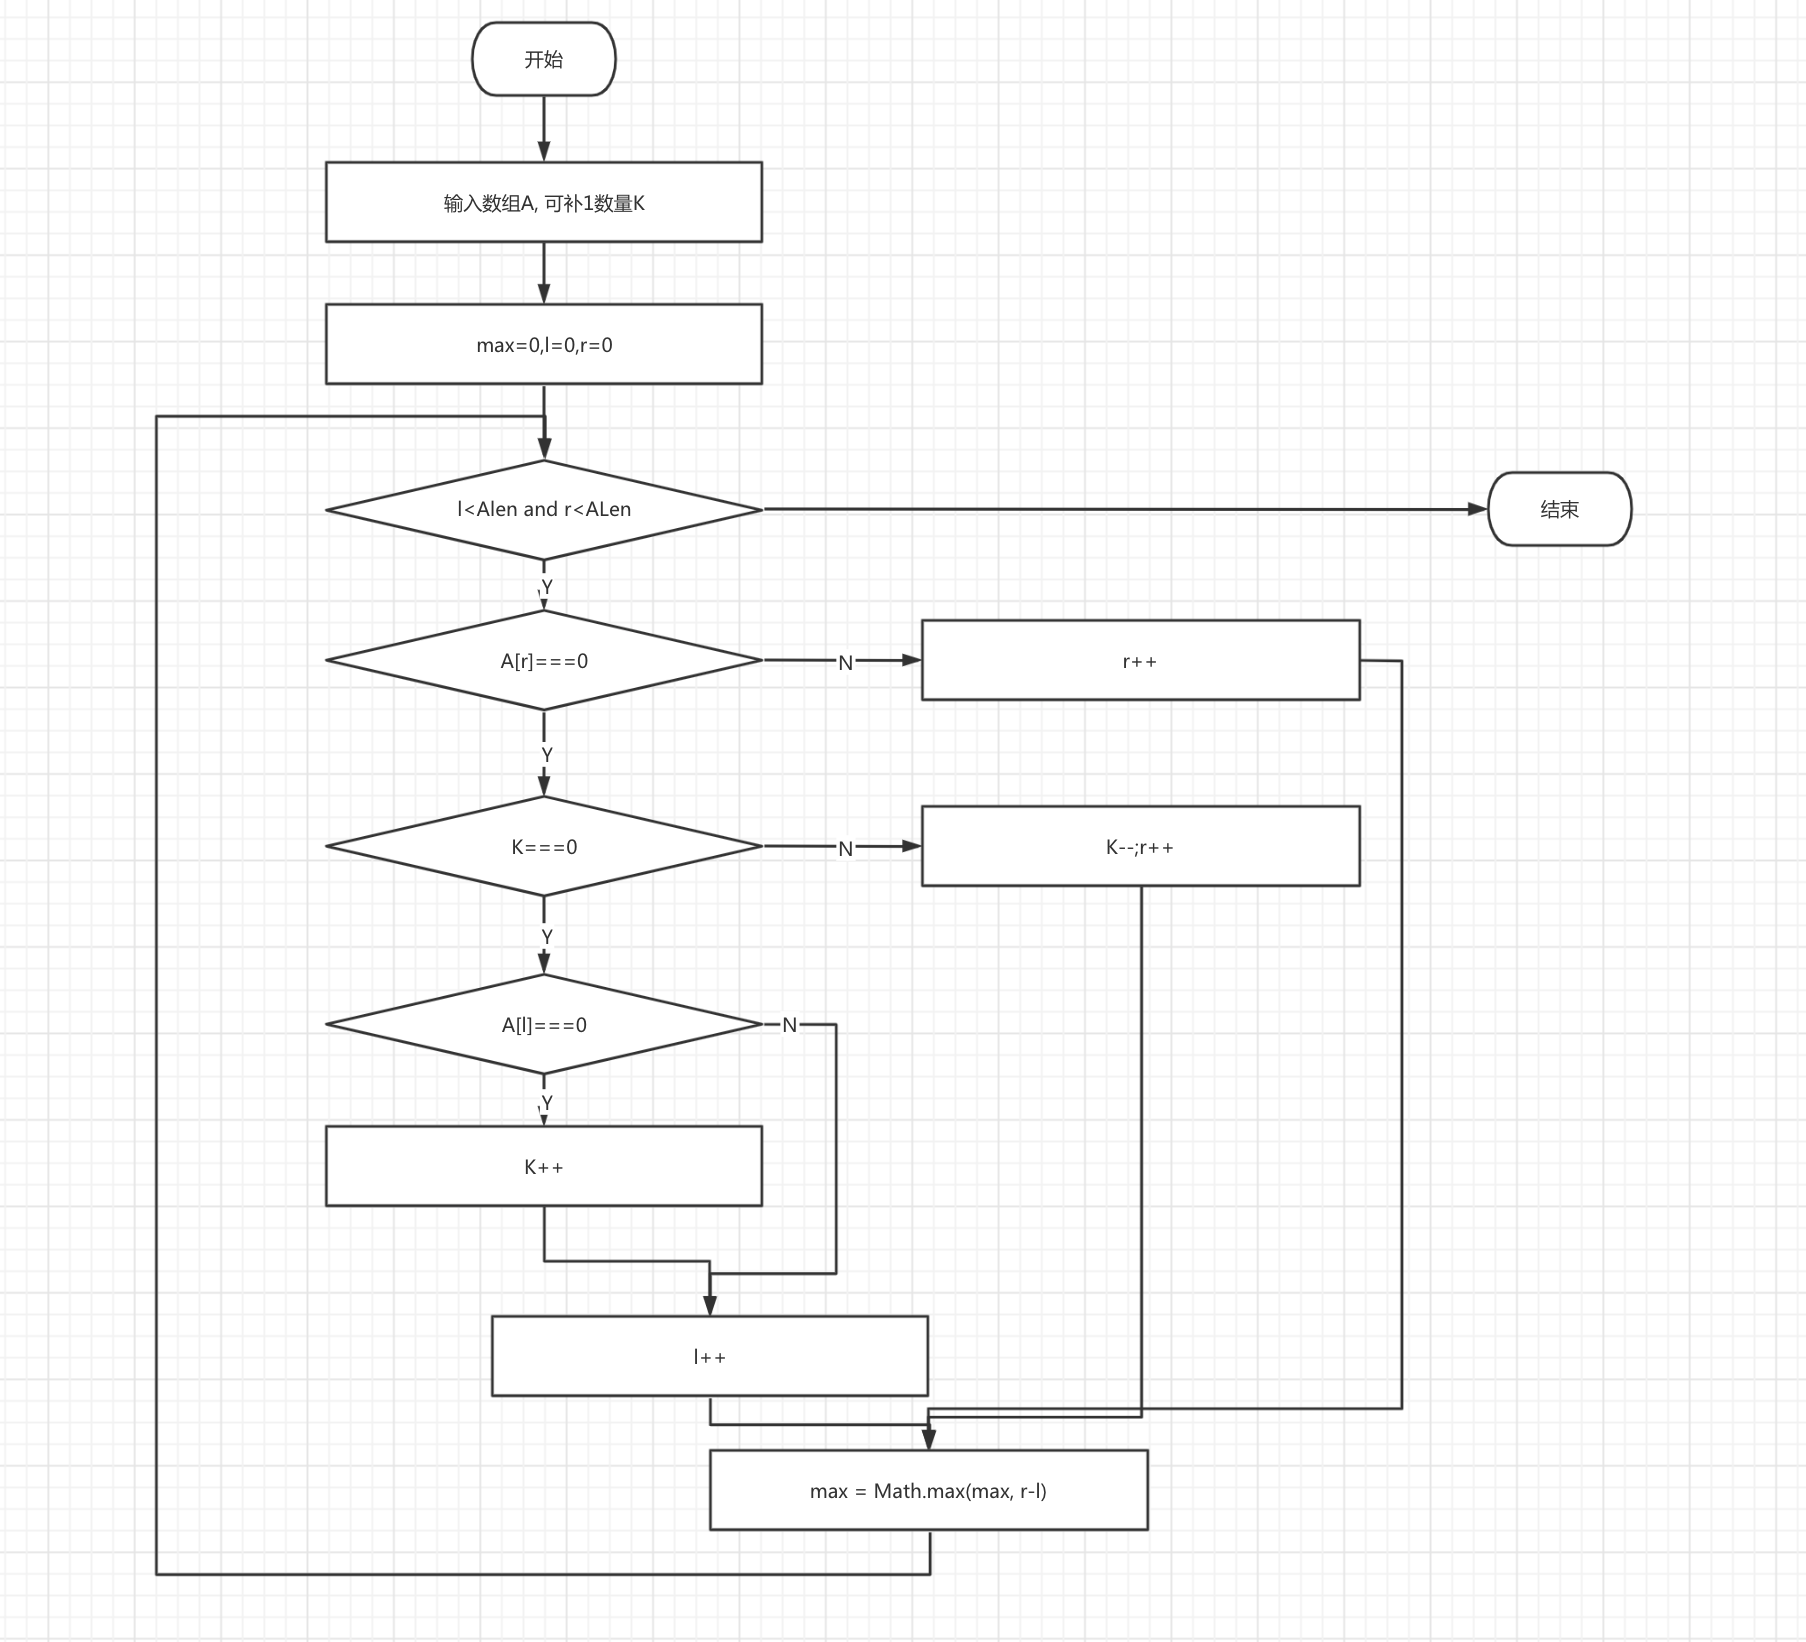 开始
输入数组A, 可补1数量K
max=0,l=0,r=0
l<Alen and r<ALen
结束
Y
A[r]===0
N
r++
Y
K===0
N
K--;r++
Y
A[l]===0
N
Y
K++
l++
max = Math.max(max, r-l)